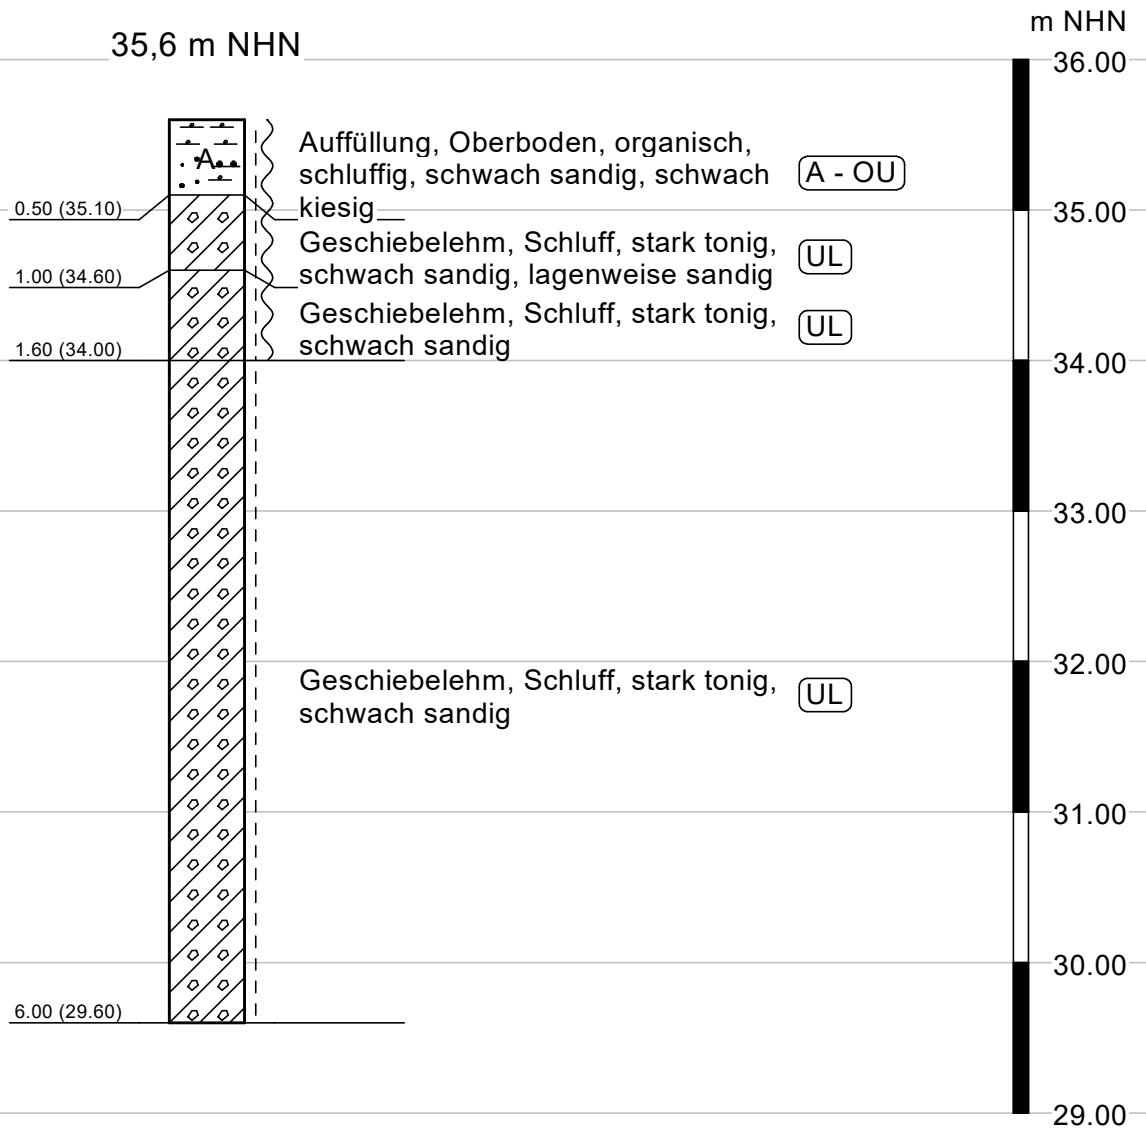 m NHN
35,6 m NHN
36.00
Auffüllung, Oberboden, organisch,
schluffig, schwach sandig, schwach
kiesig
A - OU
A
0.50 (35.10)
35.00
Geschiebelehm, Schluff, stark tonig,
schwach sandig, lagenweise sandig
UL
1.00 (34.60)
Geschiebelehm, Schluff, stark tonig,
schwach sandig
UL
1.60 (34.00)
34.00
33.00
32.00
Geschiebelehm, Schluff, stark tonig,
schwach sandig
UL
31.00
30.00
6.00 (29.60)
29.00